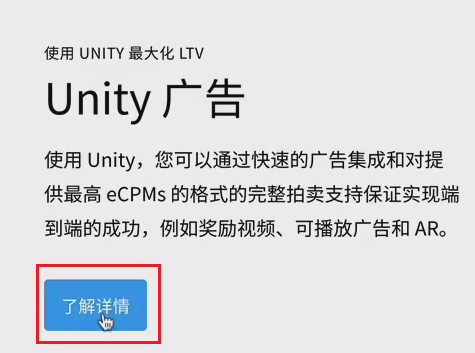 使用 UNITY 最大化 LTV
Unity 广告
使用 Unity，您可以通过快速的广告集成和对提
供最高 eCPMs 的格式的完整拍卖支持保证实现端
到端的成功，例如奖励视频、可播放广告和 AR。
了解详情